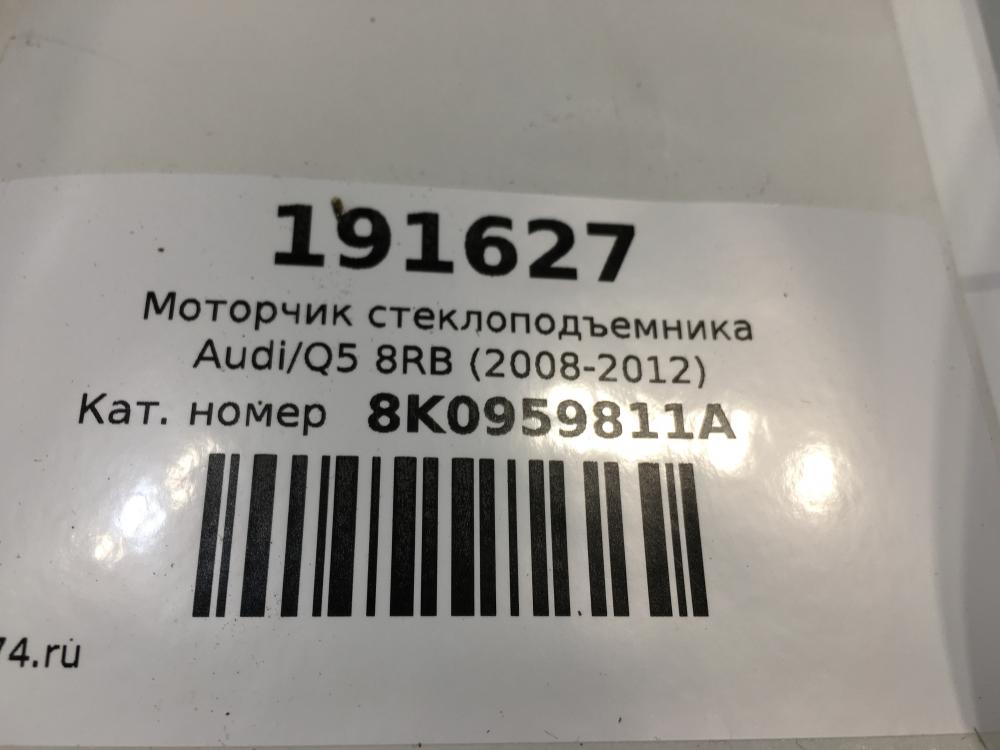 191627
Моторчик стеклоподъемника
Audi/Q5 8RB (2008-2012)
Кат. номер 8K0959811A
74.ru